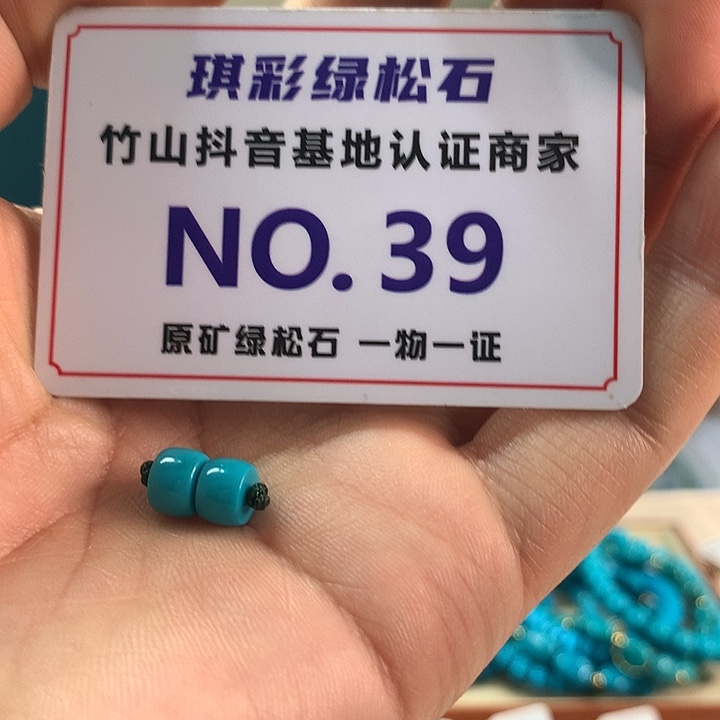 琪彩绿松石
竹山抖音基地认证商家
NO.39
原矿绿松石 一物一证